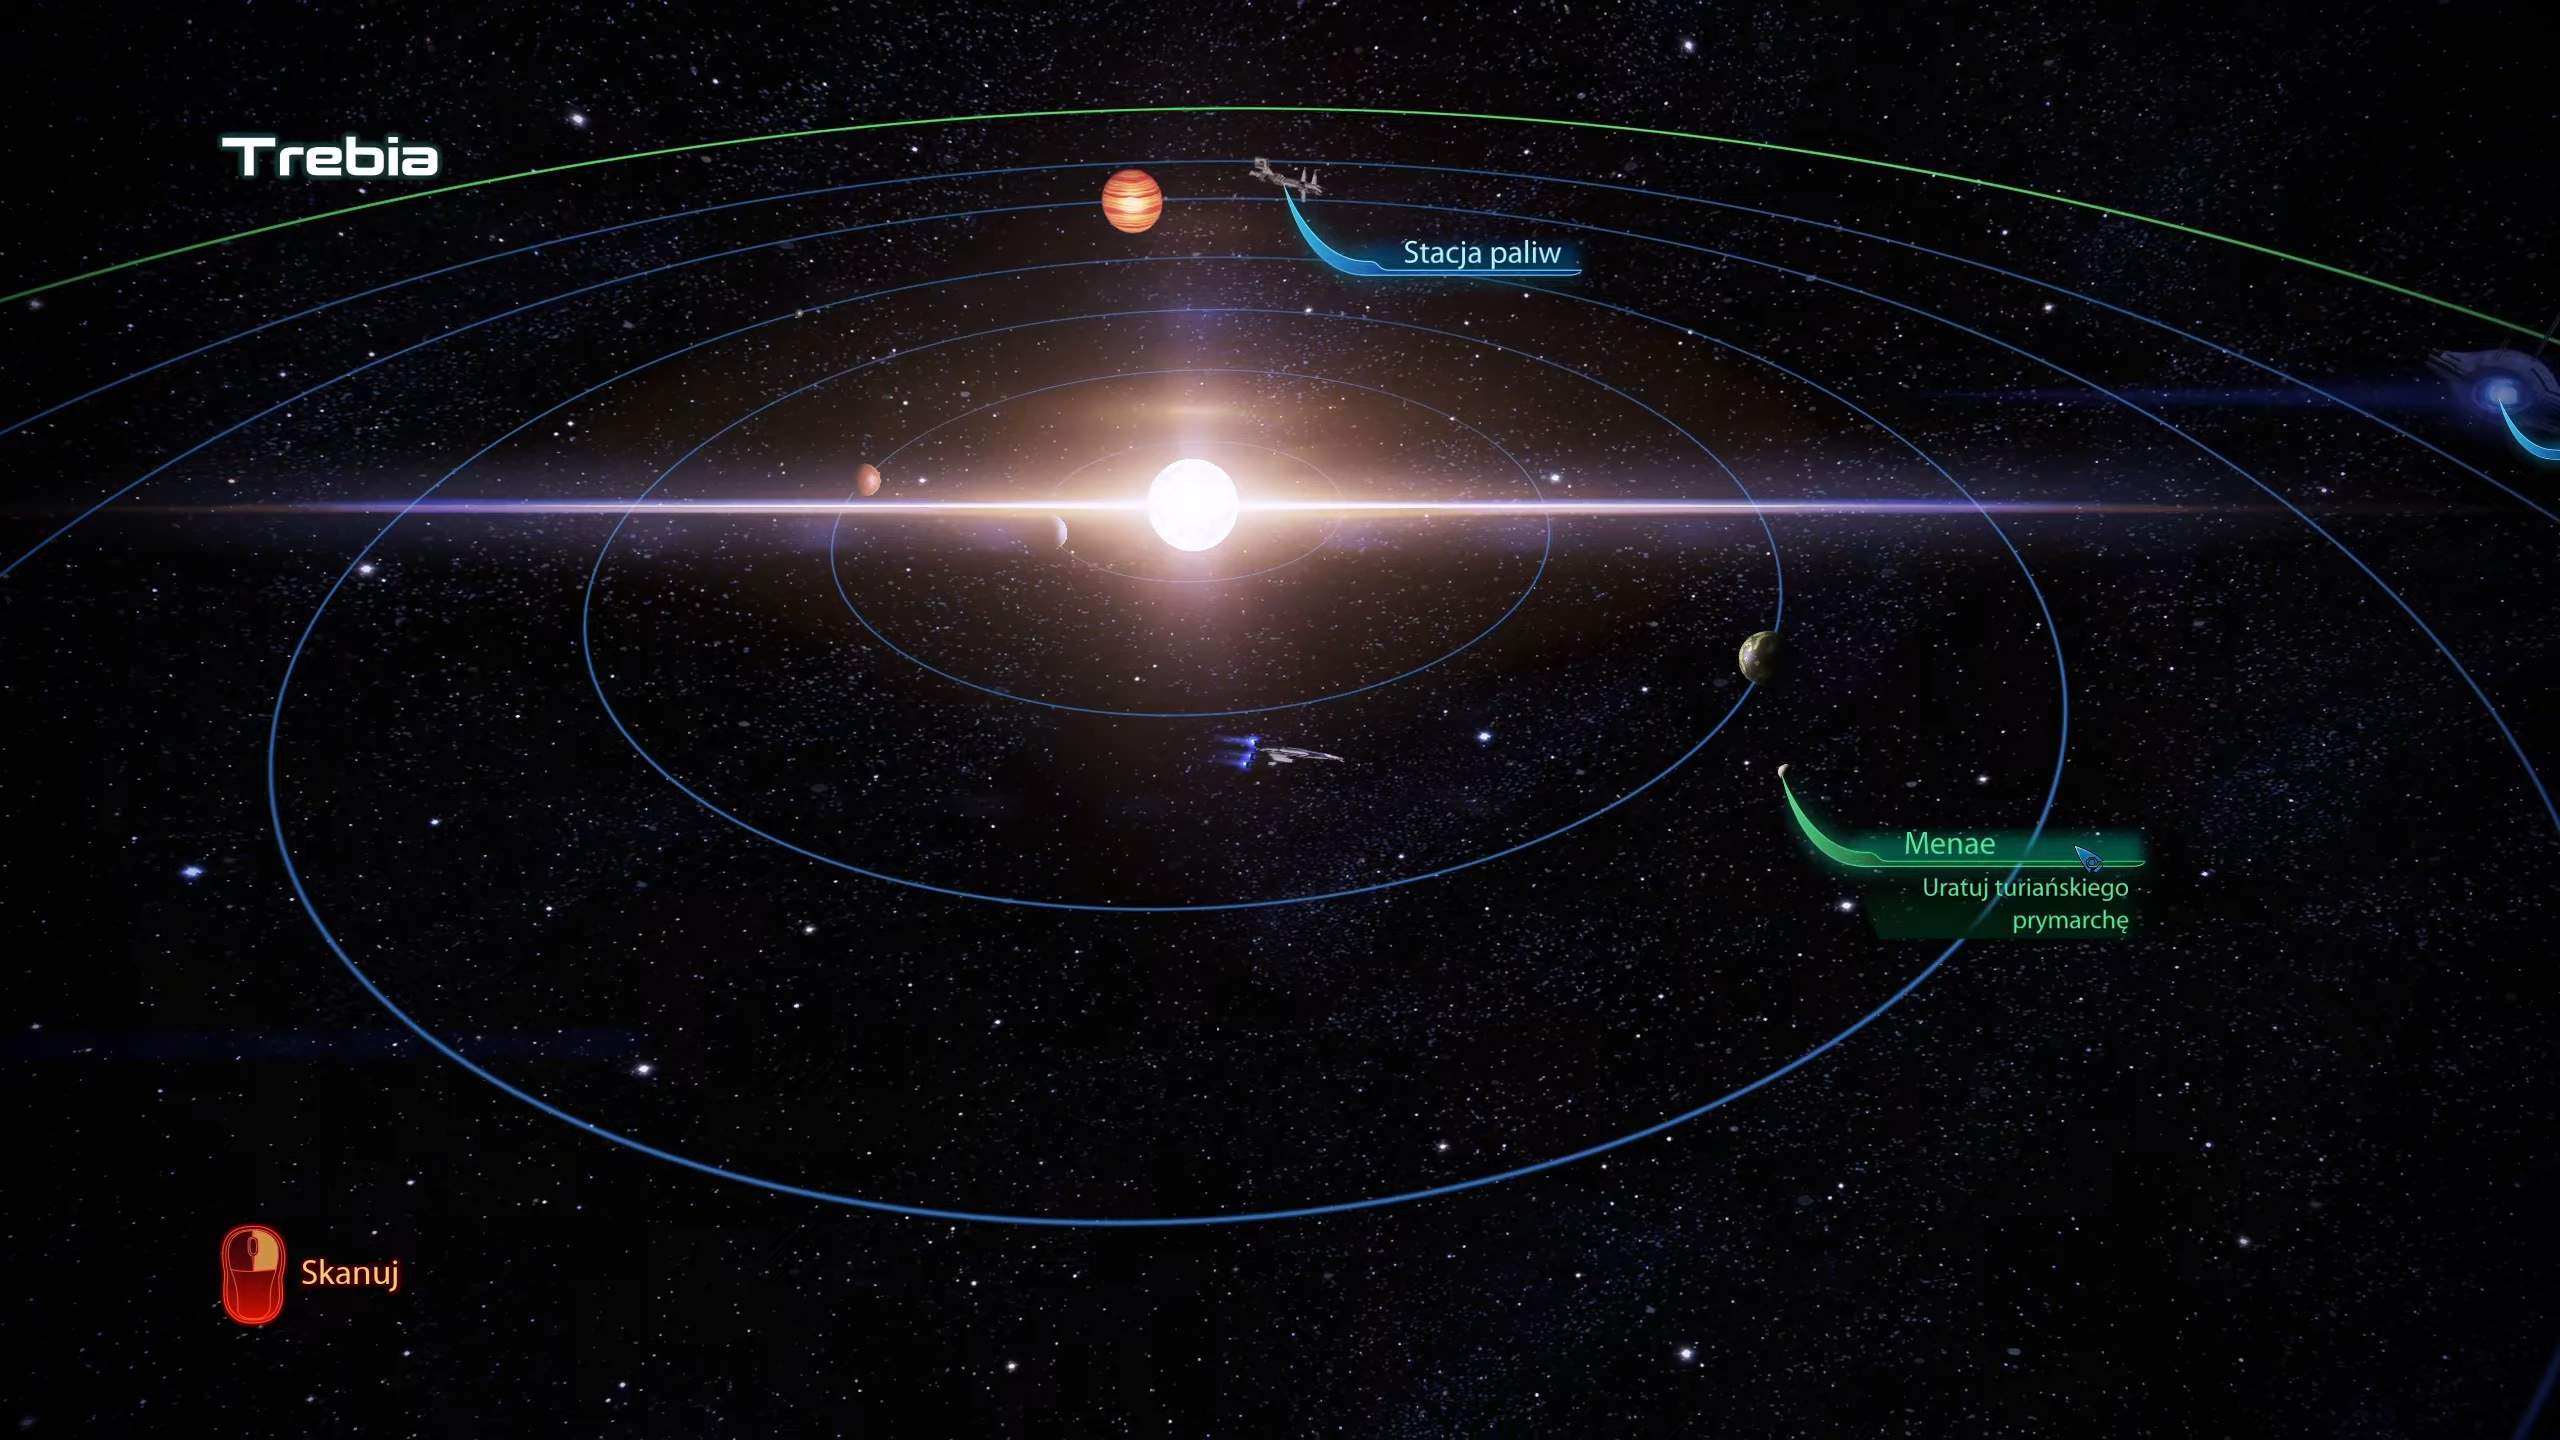 Trebia
Stacja paliw
Menae
Uratuj turiańskiego
prymarchę
Skanuj